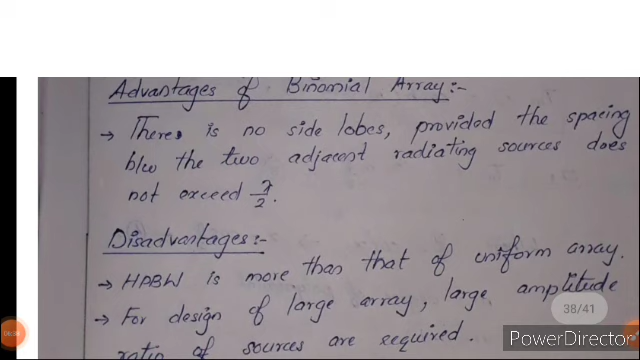 Advantages of Binomial Array:-
→ There is no side lobes, provided the spacing
b/w the two adjacent radiating sources does
not exceed λ/2.
Disadvantages:-
→ HPBW is more than that of uniform array.
→ For design of large array, large amplitude
ratio of sources are required.
38/41
PowerDirector